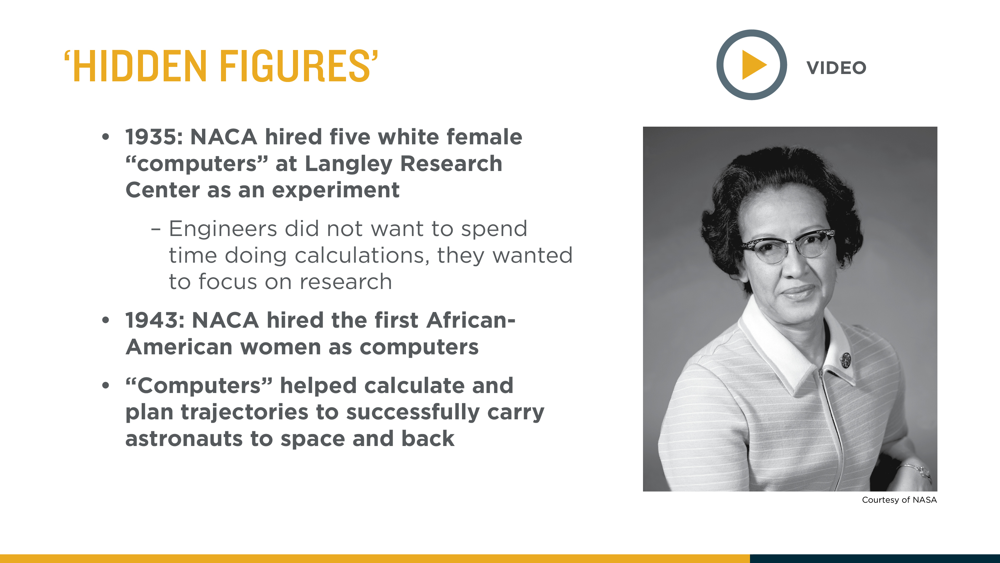 ‘HIDDEN FIGURES’
VIDEO
• 1935: NACA hired five white female
“computers” at Langley Research
Center as an experiment
– Engineers did not want to spend
time doing calculations, they wanted
to focus on research
• 1943: NACA hired the first African-
American women as computers
• “Computers” helped calculate and
plan trajectories to successfully carry
astronauts to space and back
Courtesy of NASA